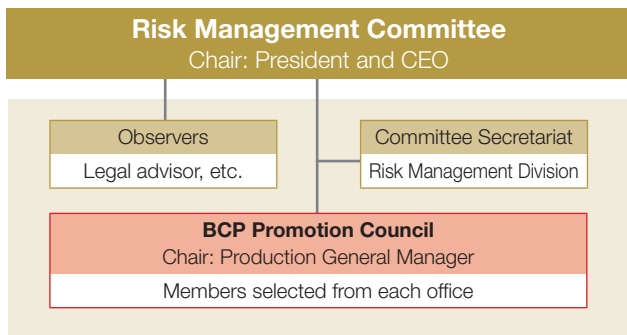 Risk Management Committee
Chair: President and CEO
Observers
Legal advisor, etc.
Committee Secretariat
Risk Management Division
BCP Promotion Council
Chair: Production General Manager
Members selected from each office